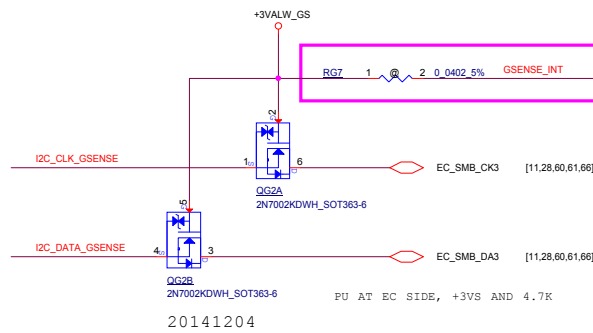 +3VALW_GS
RG7 1 @ 2 0_0402_5% GSENSE_INT
G
2
I2C_CLK_GSENSE 1 S D 6 EC_SMB_CK3 [11,28,60,61,66]
QG2A
2N7002KDWH_SOT363-6
G
5
I2C_DATA_GSENSE 4 S D 3 EC_SMB_DA3 [11,28,60,61,66]
QG2B
2N7002KDWH_SOT363-6
PU AT EC SIDE, +3VS AND 4.7K
20141204